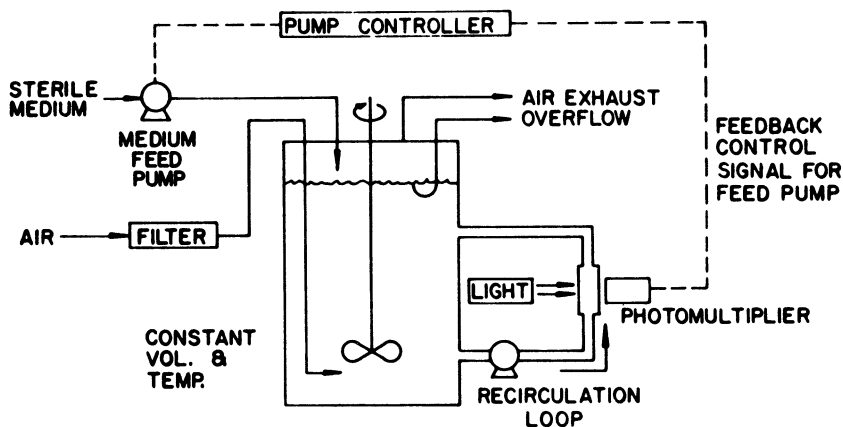 PUMP CONTROLLER
STERILE
MEDIUM
MEDIUM
FEED
PUMP
AIR EXHAUST
OVERFLOW
FEEDBACK
CONTROL
SIGNAL FOR
FEED PUMP
AIR
FILTER
LIGHT
PHOTOMULTIPLIER
CONSTANT
VOL. &
TEMP.
RECIRCULATION
LOOP